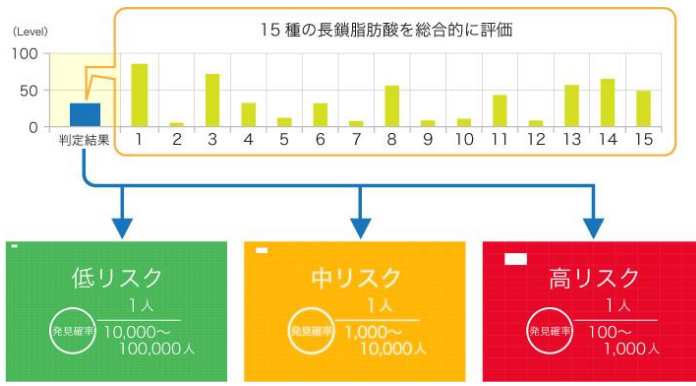 (Level)
15 種の長鎖脂肪酸を総合的に評価
100
50
0
判定結果 1 2 3 4 5 6 7 8 9 10 11 12 13 14 15
低リスク
発見確率
1人
10,000〜
100,000人
中リスク
発見確率
1人
1,000〜
10,000人
高リスク
発見確率
1人
100〜
1,000人